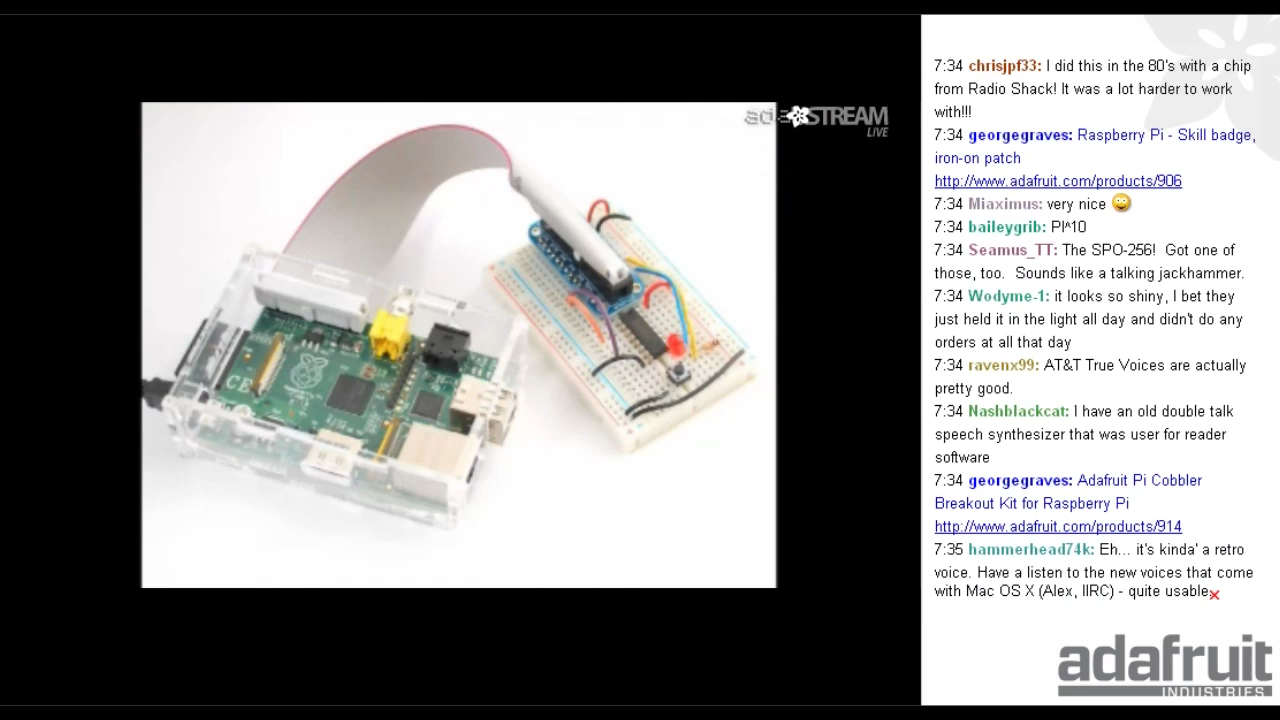 STREAM
LIVE
CE
7:34 chrisjpf33: I did this in the 80's with a chip
from Radio Shack! It was a lot harder to work
with!!!
7:34 georgegraves: Raspberry Pi - Skill badge,
iron-on patch
http://www.adafruit.com/products/906
7:34 Miaximus: very nice
7:34 baileygrib: PI^10
7:34 Seamus_TT: The SPO-256! Got one of
those, too. Sounds like a talking jackhammer.
7:34 Wodyme-1: it looks so shiny, I bet they
just held it in the light all day and didn't do any
orders at all that day
7:34 ravenx99: AT&T True Voices are actually
pretty good.
7:34 Nashblackcat: I have an old double talk
speech synthesizer that was user for reader
software
7:34 georgegraves: Adafruit Pi Cobbler
Breakout Kit for Raspberry Pi
http://www.adafruit.com/products/914
7:35 hammerhead74k: Eh... it's kinda' a retro
voice. Have a listen to the new voices that come
with Mac OS X (Alex, IIRC) - quite usable
adafruit
INDUSTRIES